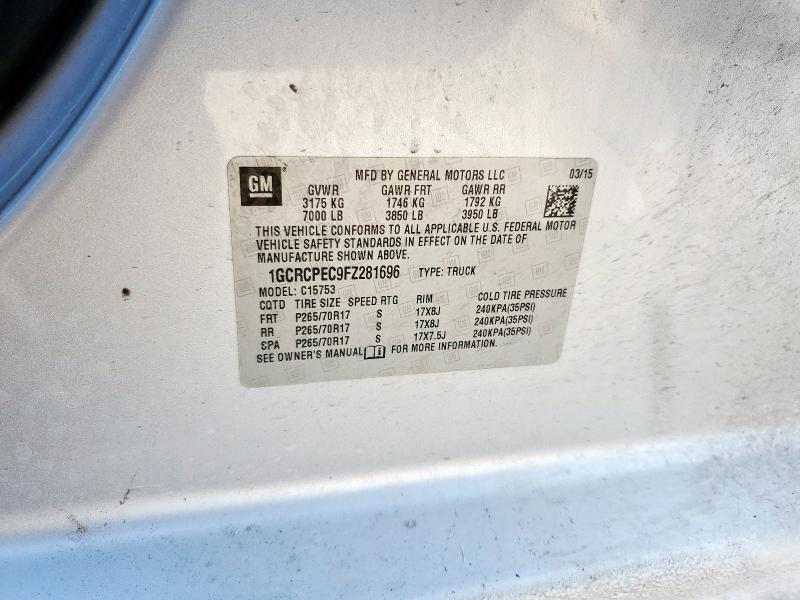 GM
MFD BY GENERAL MOTORS LLC 03/15
GVWR GAWR FRT GAWR RR
3175 KG 1746 KG 1792 KG
7000 LB 3850 LB 3950 LB
THIS VEHICLE CONFORMS TO ALL APPLICABLE U.S. FEDERAL MOTOR
VEHICLE SAFETY STANDARDS IN EFFECT ON THE DATE OF
MANUFACTURE SHOWN ABOVE.
1GCRCPEC9FZ281696 TYPE: TRUCK
MODEL: C15753
CQTD TIRE SIZE SPEED RTG RIM COLD TIRE PRESSURE
FRT P265/70R17 S 17X8J 240KPA(35PSI)
RR P265/70R17 S 17X8J 240KPA(35PSI)
SPA P265/70R17 S 17X7.5J 240KPA(35PSI)
SEE OWNER'S MANUAL FOR MORE INFORMATION.